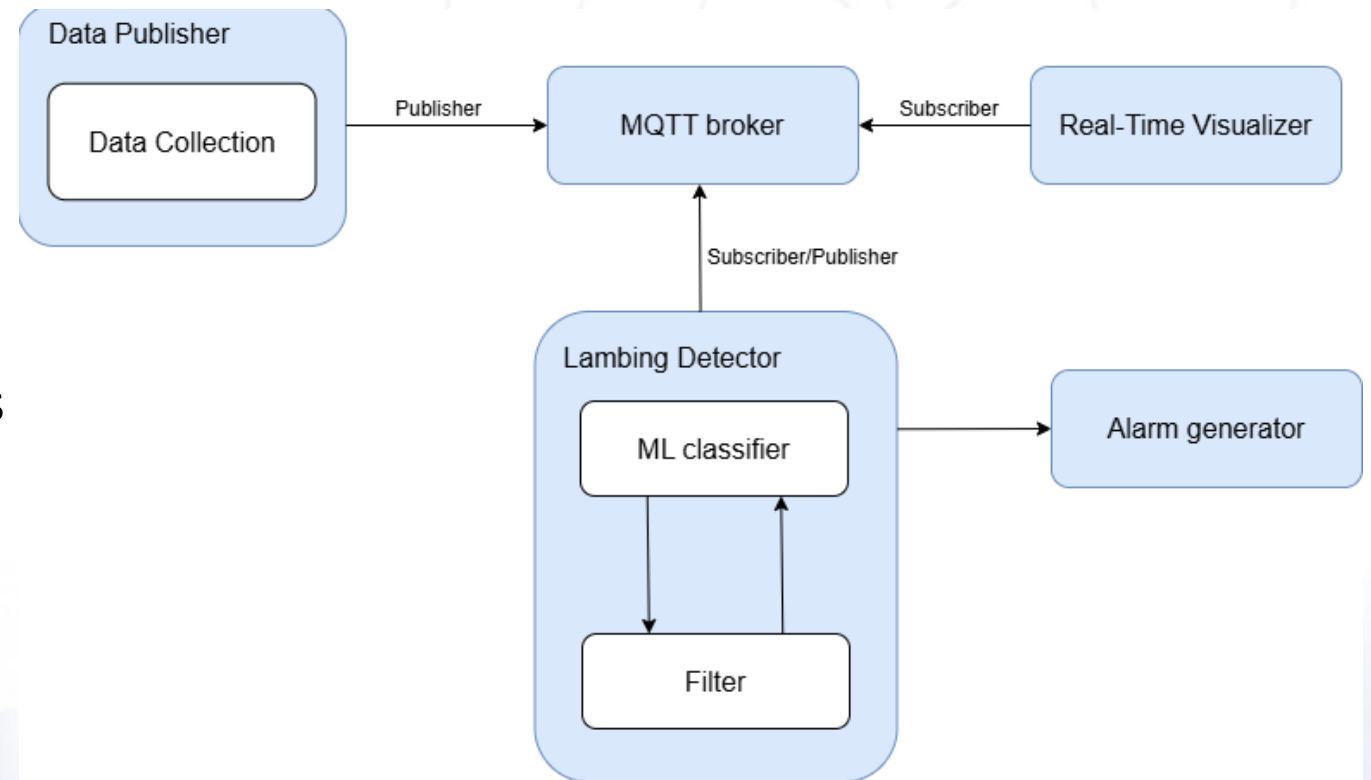 Data Publisher
Data Collection
Publisher
MQTT broker
Subscriber
Real-Time Visualizer
Subscriber/Publisher
Lambing Detector
ML classifier
Alarm generator
Filter